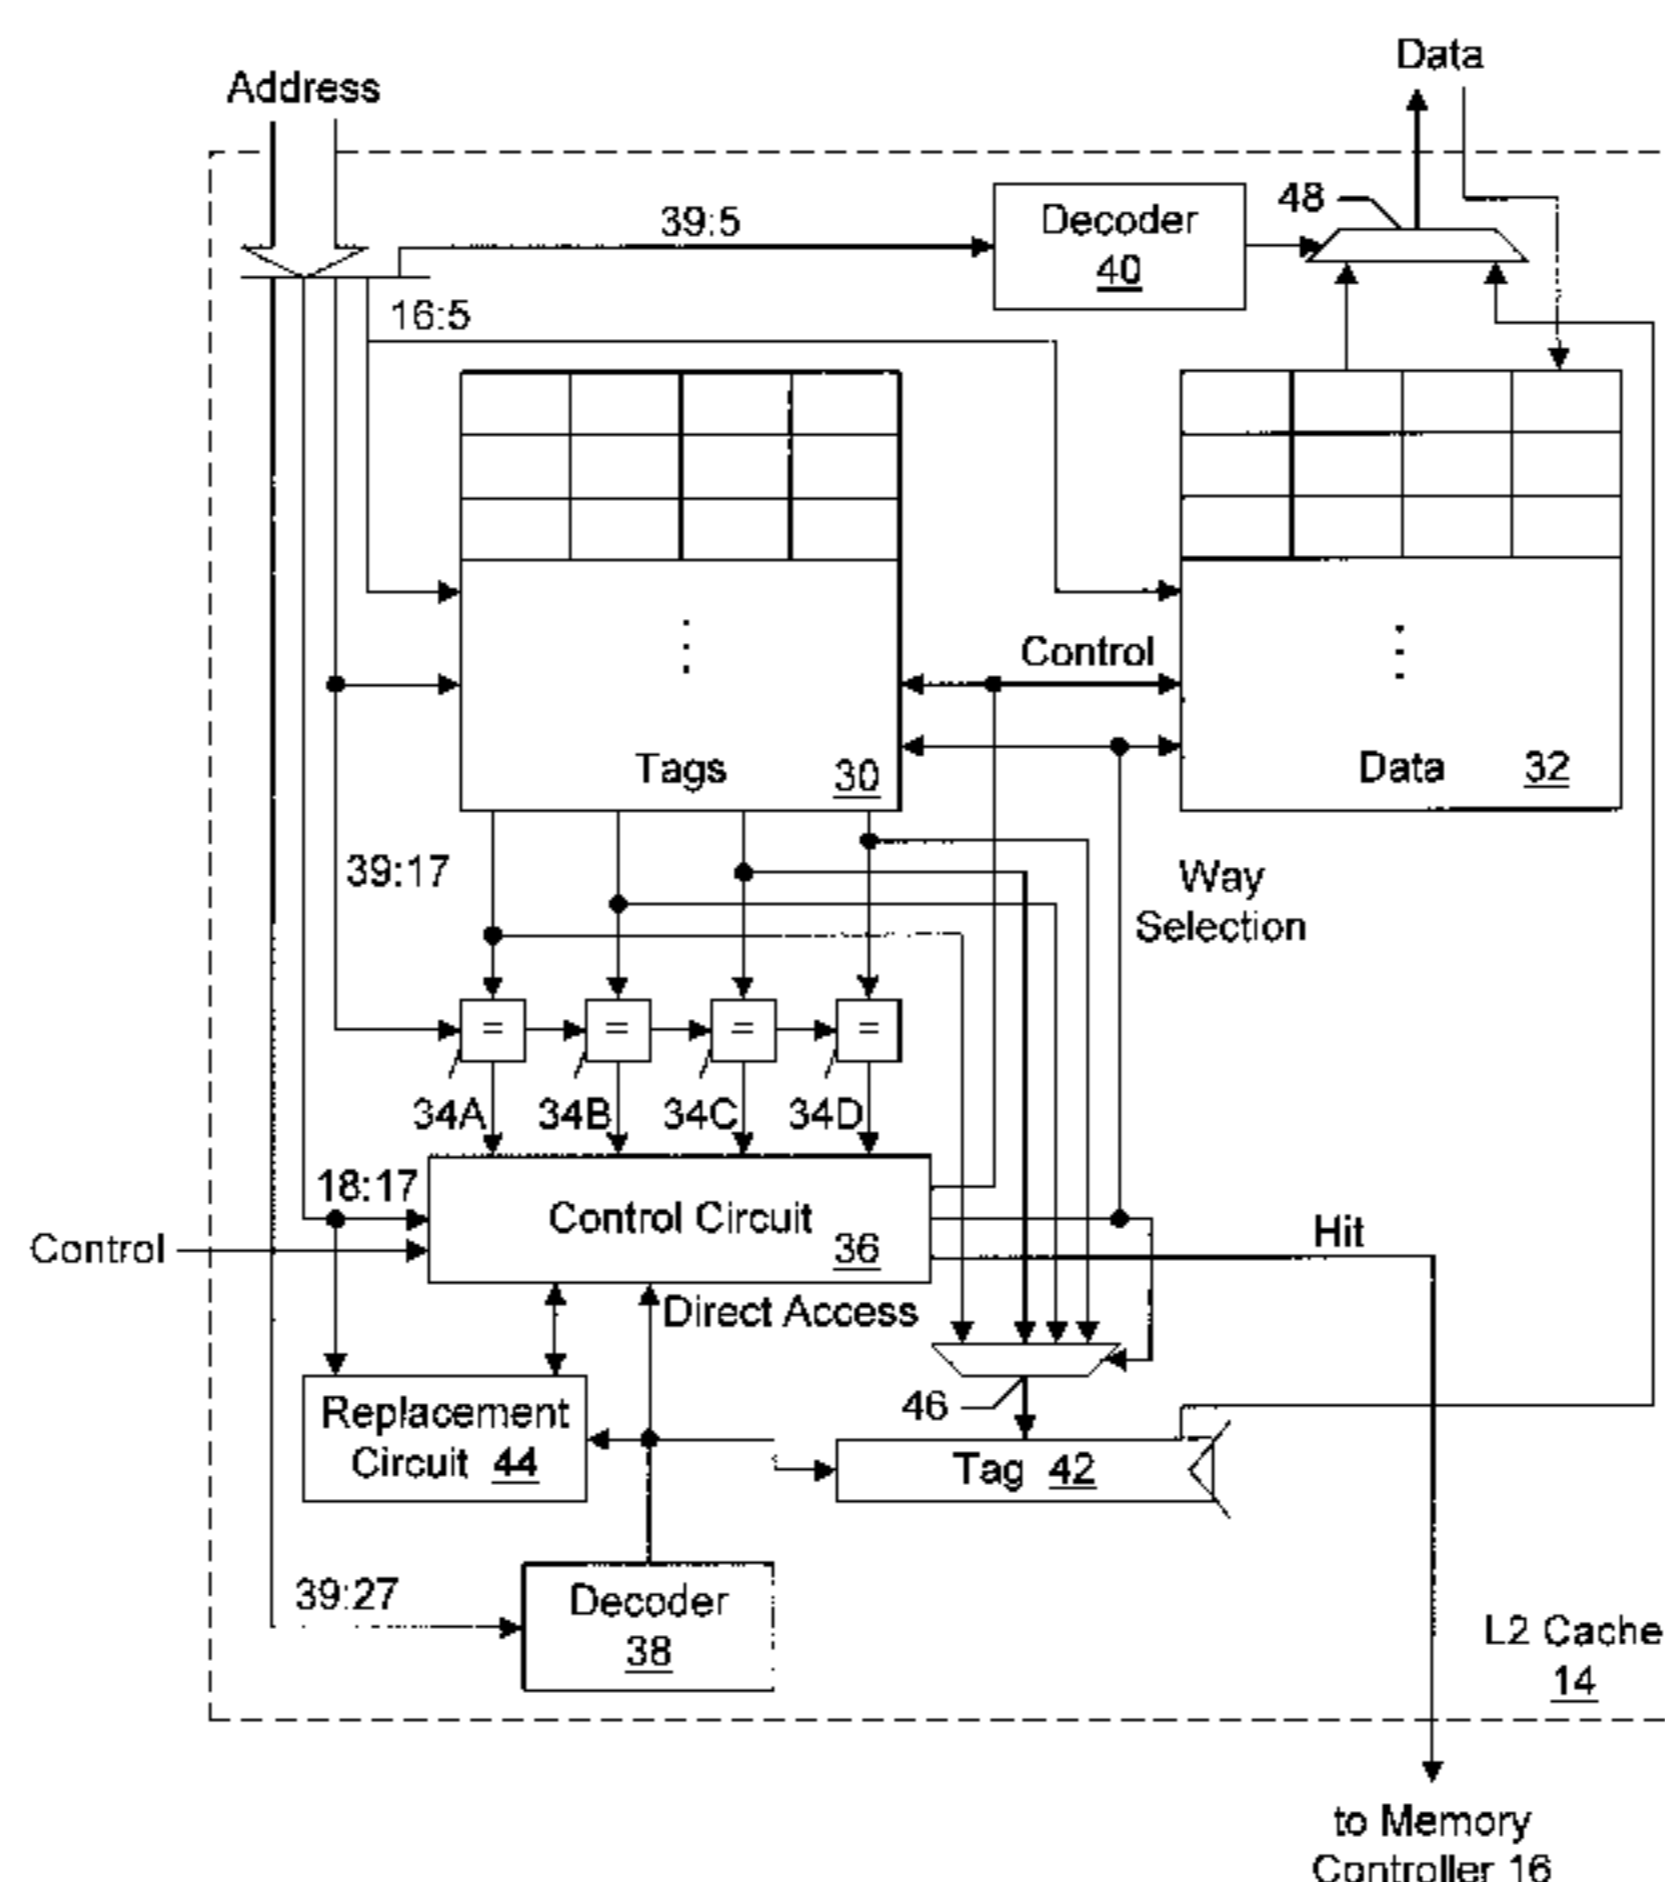 Data
Address
48
39:5
Decoder
40
16:5
Control
Tags 30
Data 32
39:17
Way
Selection
= = = =
34A 34B 34C 34D
18:17
Control Circuit 36
Control
Hit
Direct Access
46
Replacement
Circuit 44
Tag 42
39:27
Decoder
38
L2 Cache
14
to Memory
Controller 16